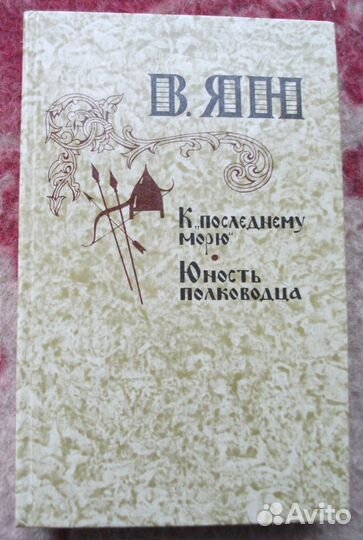 В. ЯН
К „последнему
морю“
•
Юность
полководца
Avito